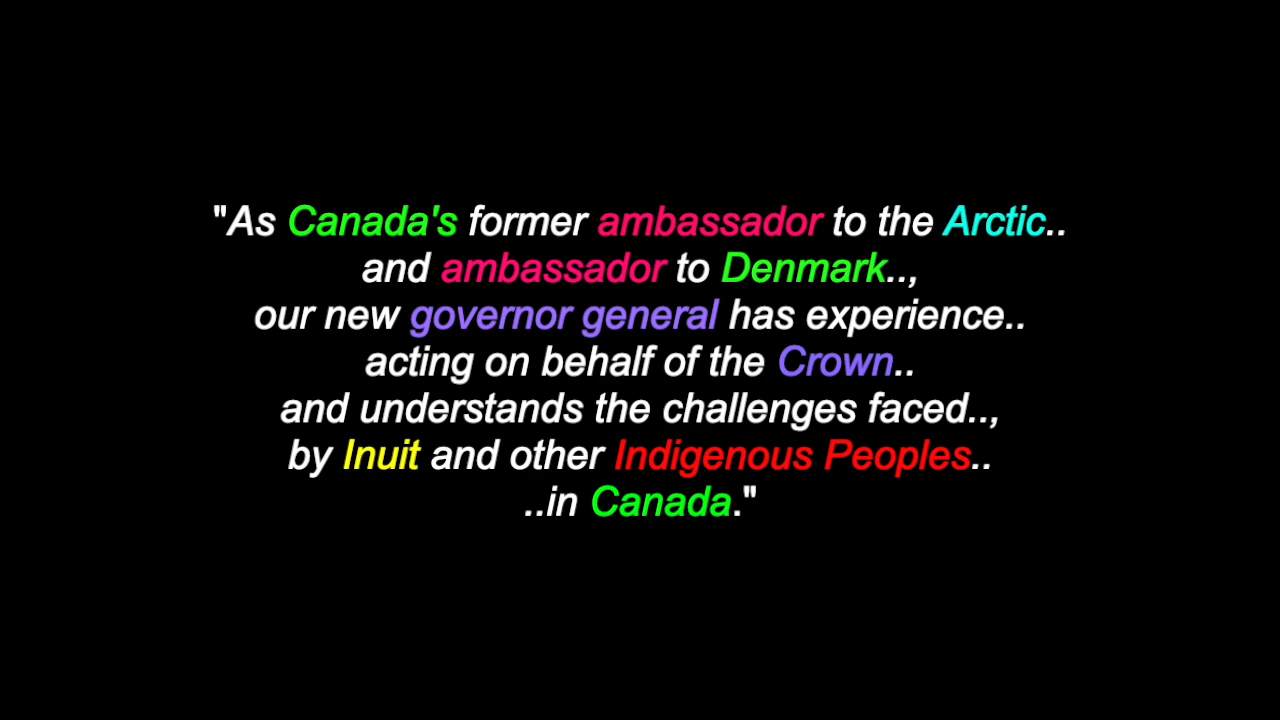 "As Canada's former ambassador to the Arctic..
and ambassador to Denmark..,
our new governor general has experience..
acting on behalf of the Crown..
and understands the challenges faced..,
by Inuit and other Indigenous Peoples..
..in Canada."